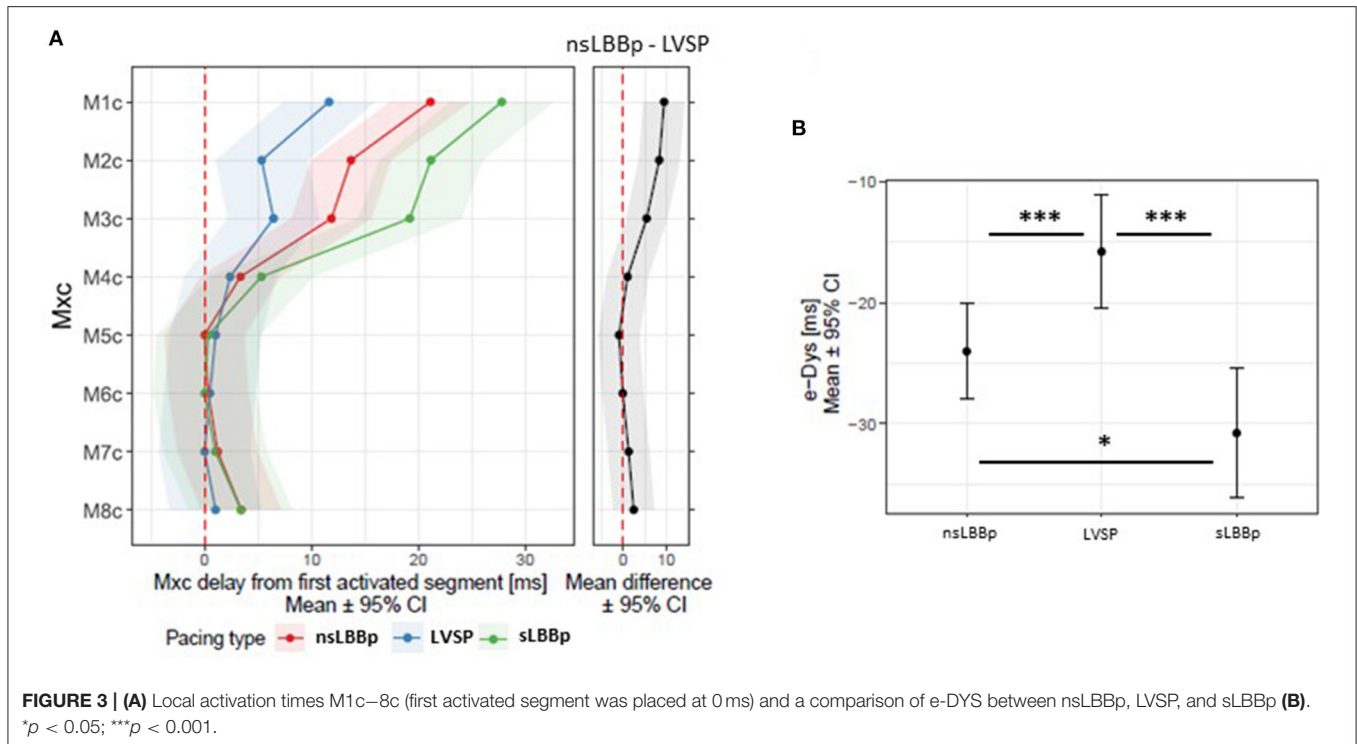 A
nsLBBp - LVSP
M1c
M2c
M3c
M4c
M5c
M6c
M7c
M8c
Mxc
0 10 20 30
0 10
Mxc delay from first activated segment [ms]
Mean ± 95% CI
Mean difference
± 95% CI
Pacing type nsLBBp LVSP sLBBp
B
−10
−20
−30
e−Dys [ms]
Mean ± 95% CI
*** ***
*
nsLBBp LVSP sLBBp
FIGURE 3 | (A) Local activation times M1c–8c (first activated segment was placed at 0 ms) and a comparison of e-DYS between nsLBBp, LVSP, and sLBBp (B).
*p < 0.05; ***p < 0.001.